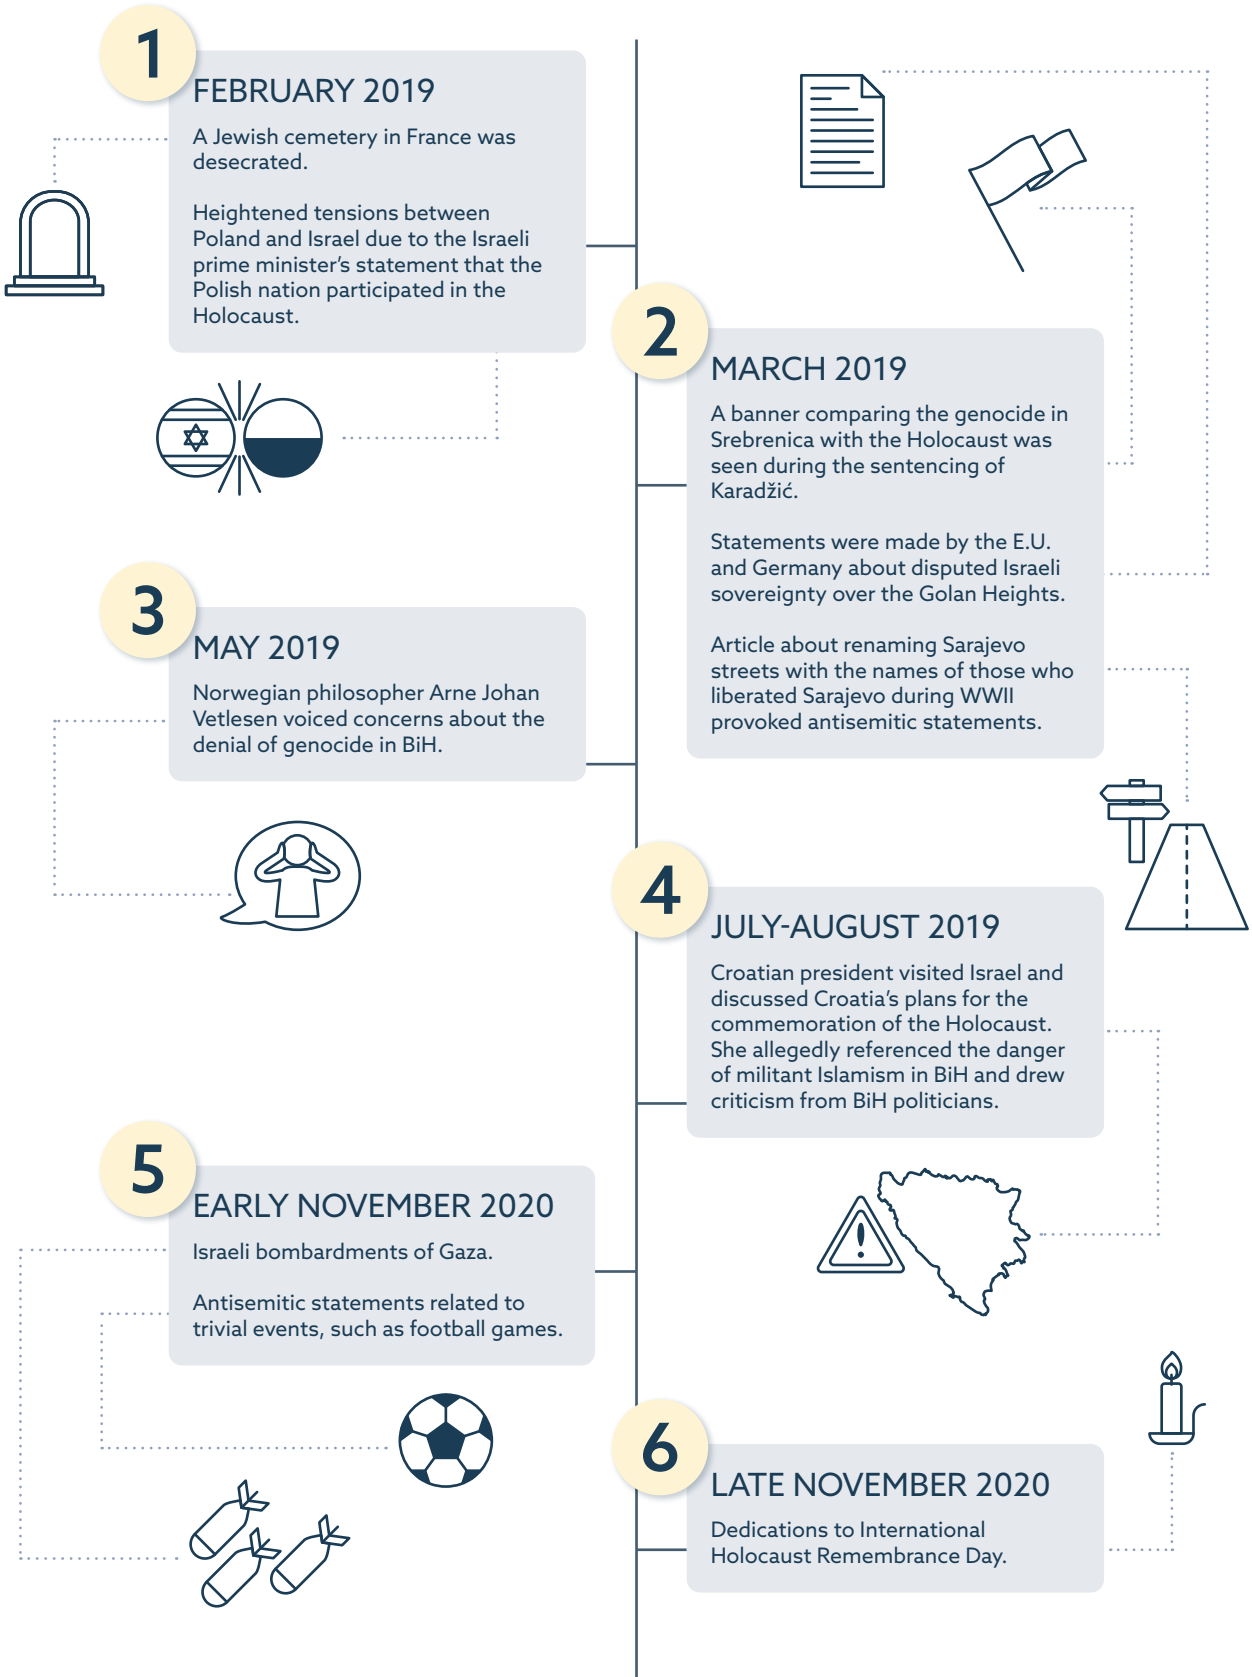 1
FEBRUARY 2019
A Jewish cemetery in France was
desecrated.
Heightened tensions between
Poland and Israel due to the Israeli
prime minister’s statement that the
Polish nation participated in the
Holocaust.
2
MARCH 2019
A banner comparing the genocide in
Srebrenica with the Holocaust was
seen during the sentencing of
Karadžić.
Statements were made by the E.U.
and Germany about disputed Israeli
sovereignty over the Golan Heights.
Article about renaming Sarajevo
streets with the names of those who
liberated Sarajevo during WWII
provoked antisemitic statements.
3
MAY 2019
Norwegian philosopher Arne Johan
Vetlesen voiced concerns about the
denial of genocide in BiH.
4
JULY-AUGUST 2019
Croatian president visited Israel and
discussed Croatia’s plans for the
commemoration of the Holocaust.
She allegedly referenced the danger
of militant Islamism in BiH and drew
criticism from BiH politicians.
5
EARLY NOVEMBER 2020
Israeli bombardments of Gaza.
Antisemitic statements related to
trivial events, such as football games.
6
LATE NOVEMBER 2020
Dedications to International
Holocaust Remembrance Day.